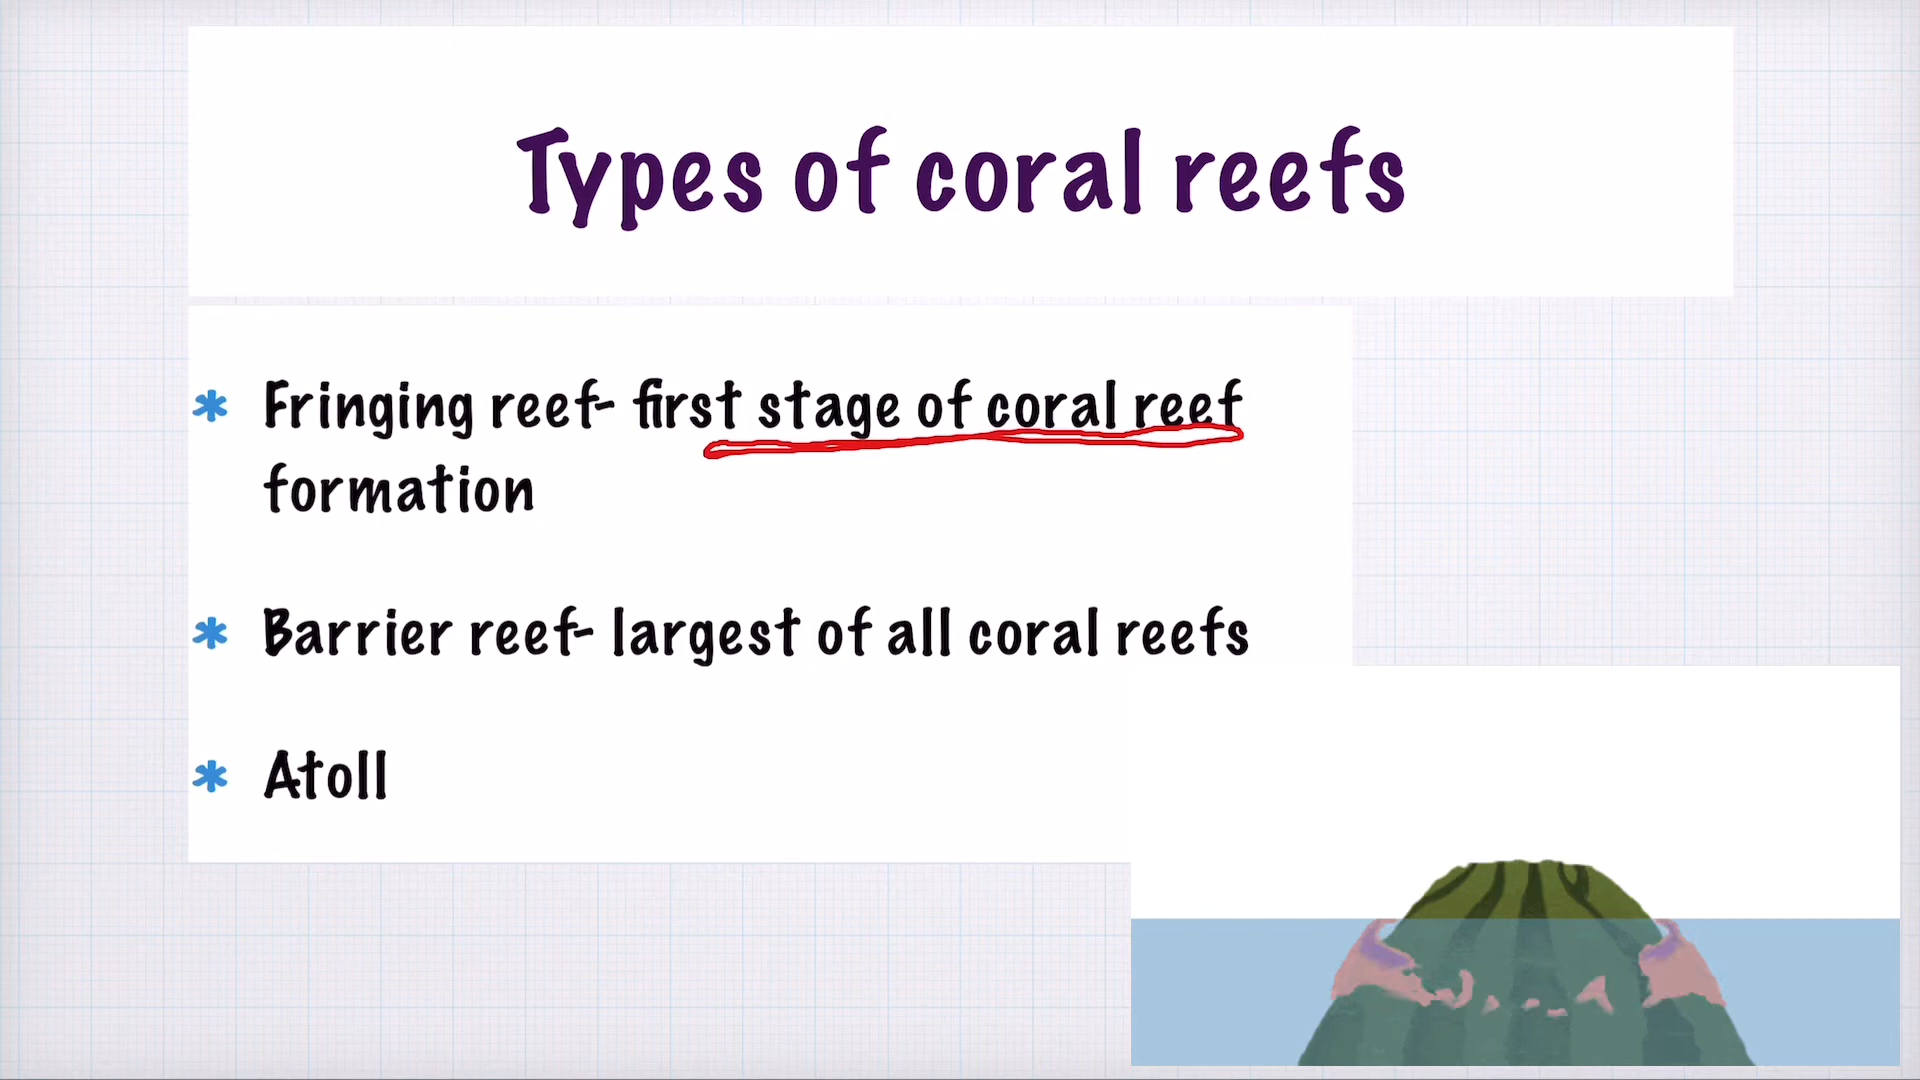 Types of coral reefs
* Fringing reef- first stage of coral reef
formation
* Barrier reef- largest of all coral reefs
* Atoll